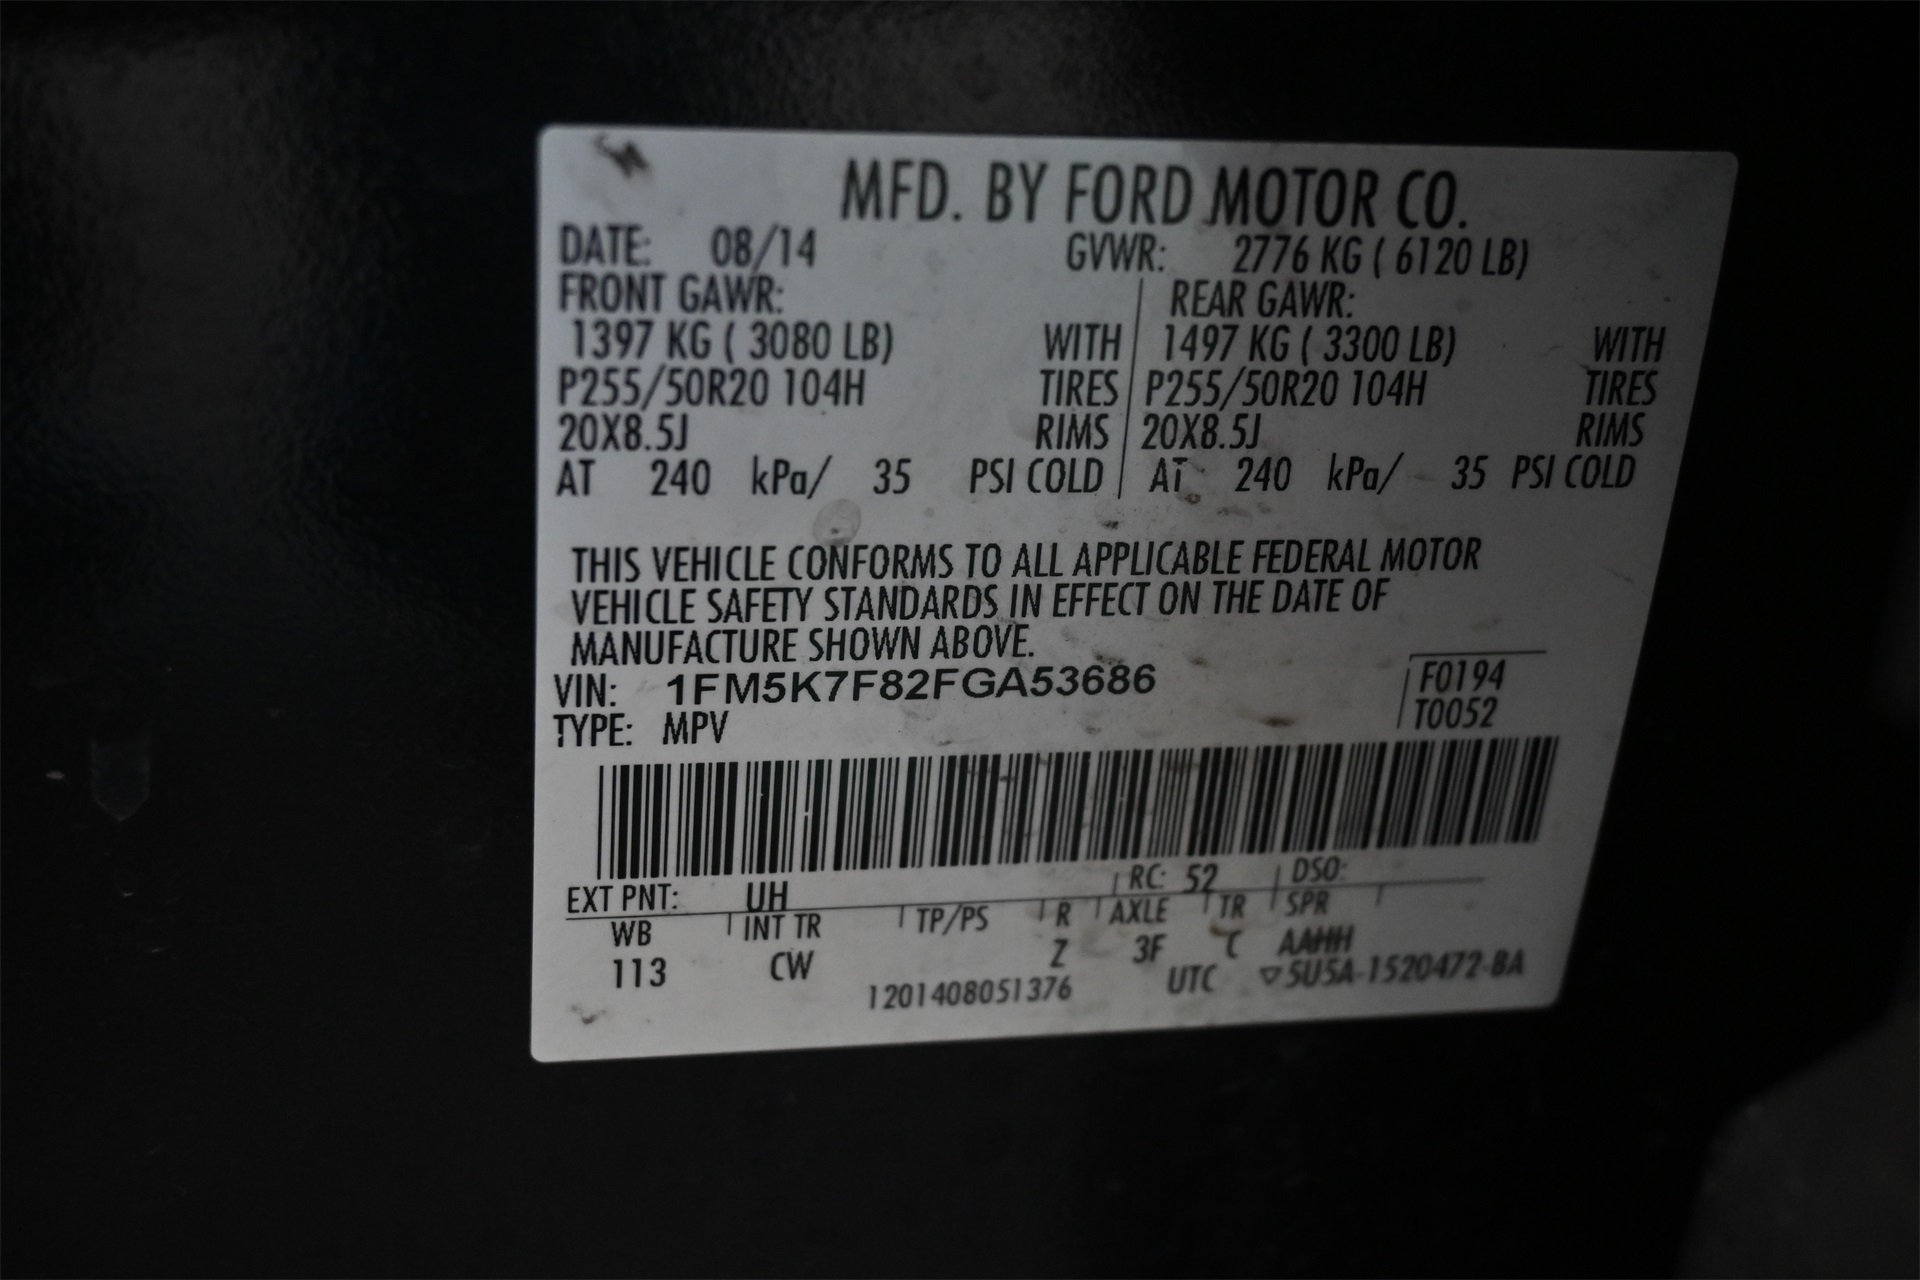 MFD. BY FORD MOTOR CO.
DATE: 08/14 GVWR: 2776 KG ( 6120 LB)
FRONT GAWR: REAR GAWR:
1397 KG ( 3080 LB) WITH 1497 KG ( 3300 LB) WITH
P255/50R20 104H TIRES P255/50R20 104H TIRES
20X8.5J RIMS 20X8.5J RIMS
AT 240 kPa/ 35 PSI COLD AT 240 kPa/ 35 PSI COLD
THIS VEHICLE CONFORMS TO ALL APPLICABLE FEDERAL MOTOR
VEHICLE SAFETY STANDARDS IN EFFECT ON THE DATE OF
MANUFACTURE SHOWN ABOVE.
VIN: 1FM5K7F82FGA53686 F0194
TYPE: MPV T0052
EXT PNT: UH RC: 52 DSO:
WB INT TR TP/PS R AXLE TR SPR
113 CW Z 3F C AAHH
1201408051376 UTC ▽5U5A-1520472-BA